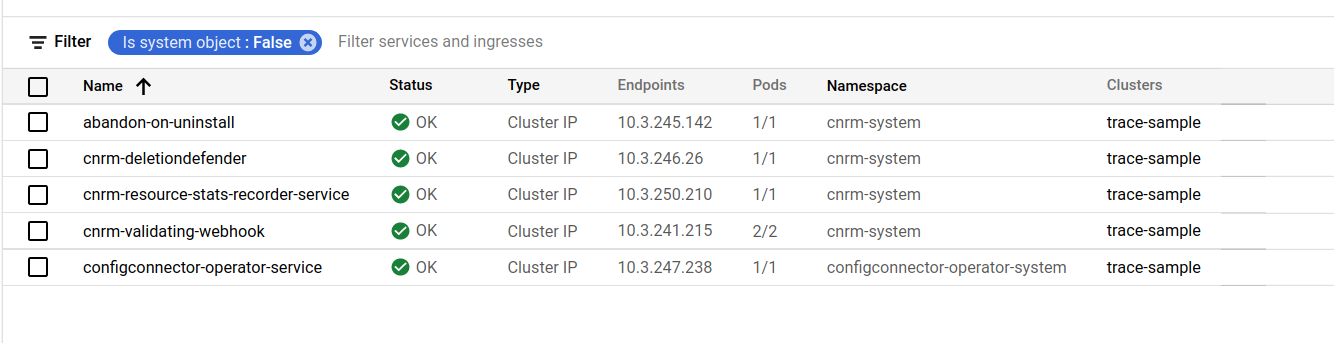 Filter Is system object : False Filter services and ingresses
Name Status Type Endpoints Pods Namespace Clusters
abandon-on-uninstall OK Cluster IP 10.3.245.142 1/1 cnrm-system trace-sample
cnrm-deletiondefender OK Cluster IP 10.3.246.26 1/1 cnrm-system trace-sample
cnrm-resource-stats-recorder-service OK Cluster IP 10.3.250.210 1/1 cnrm-system trace-sample
cnrm-validating-webhook OK Cluster IP 10.3.241.215 2/2 cnrm-system trace-sample
configconnector-operator-service OK Cluster IP 10.3.247.238 1/1 configconnector-operator-system trace-sample